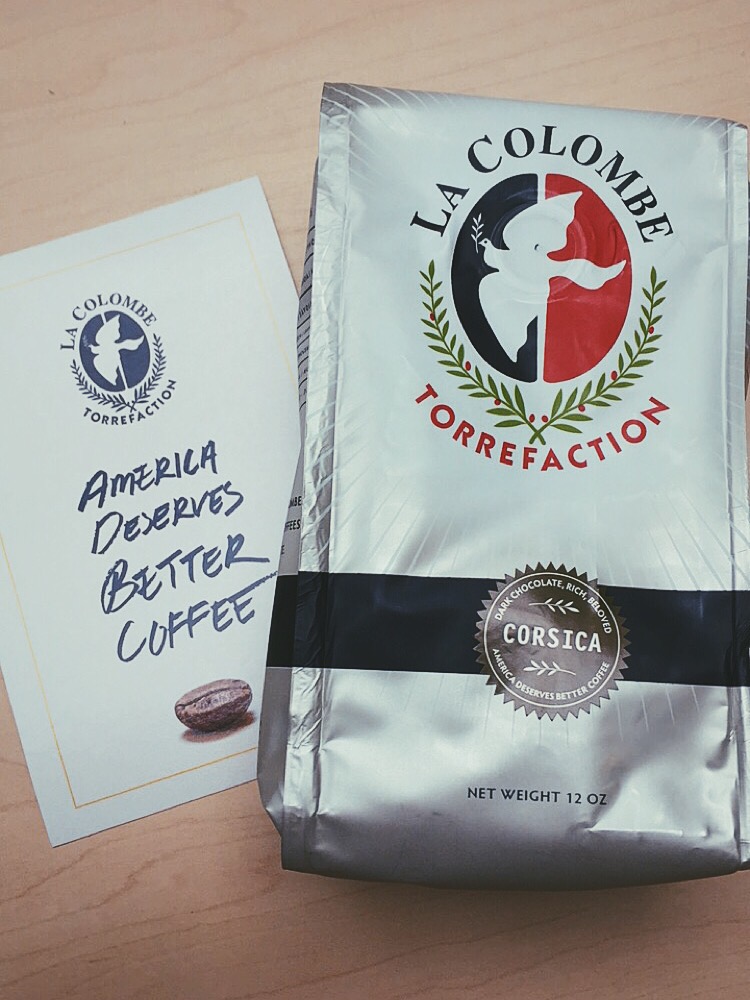 LA COLOMBE
TORREFACTION
AMERICA
DESERVES
BETTER
COFFEE
LA COLOMBE
TORREFACTION
DARK CHOCOLATE, RICH, BELOVED
CORSICA
AMERICA DESERVES BETTER COFFEE
NET WEIGHT 12 OZ